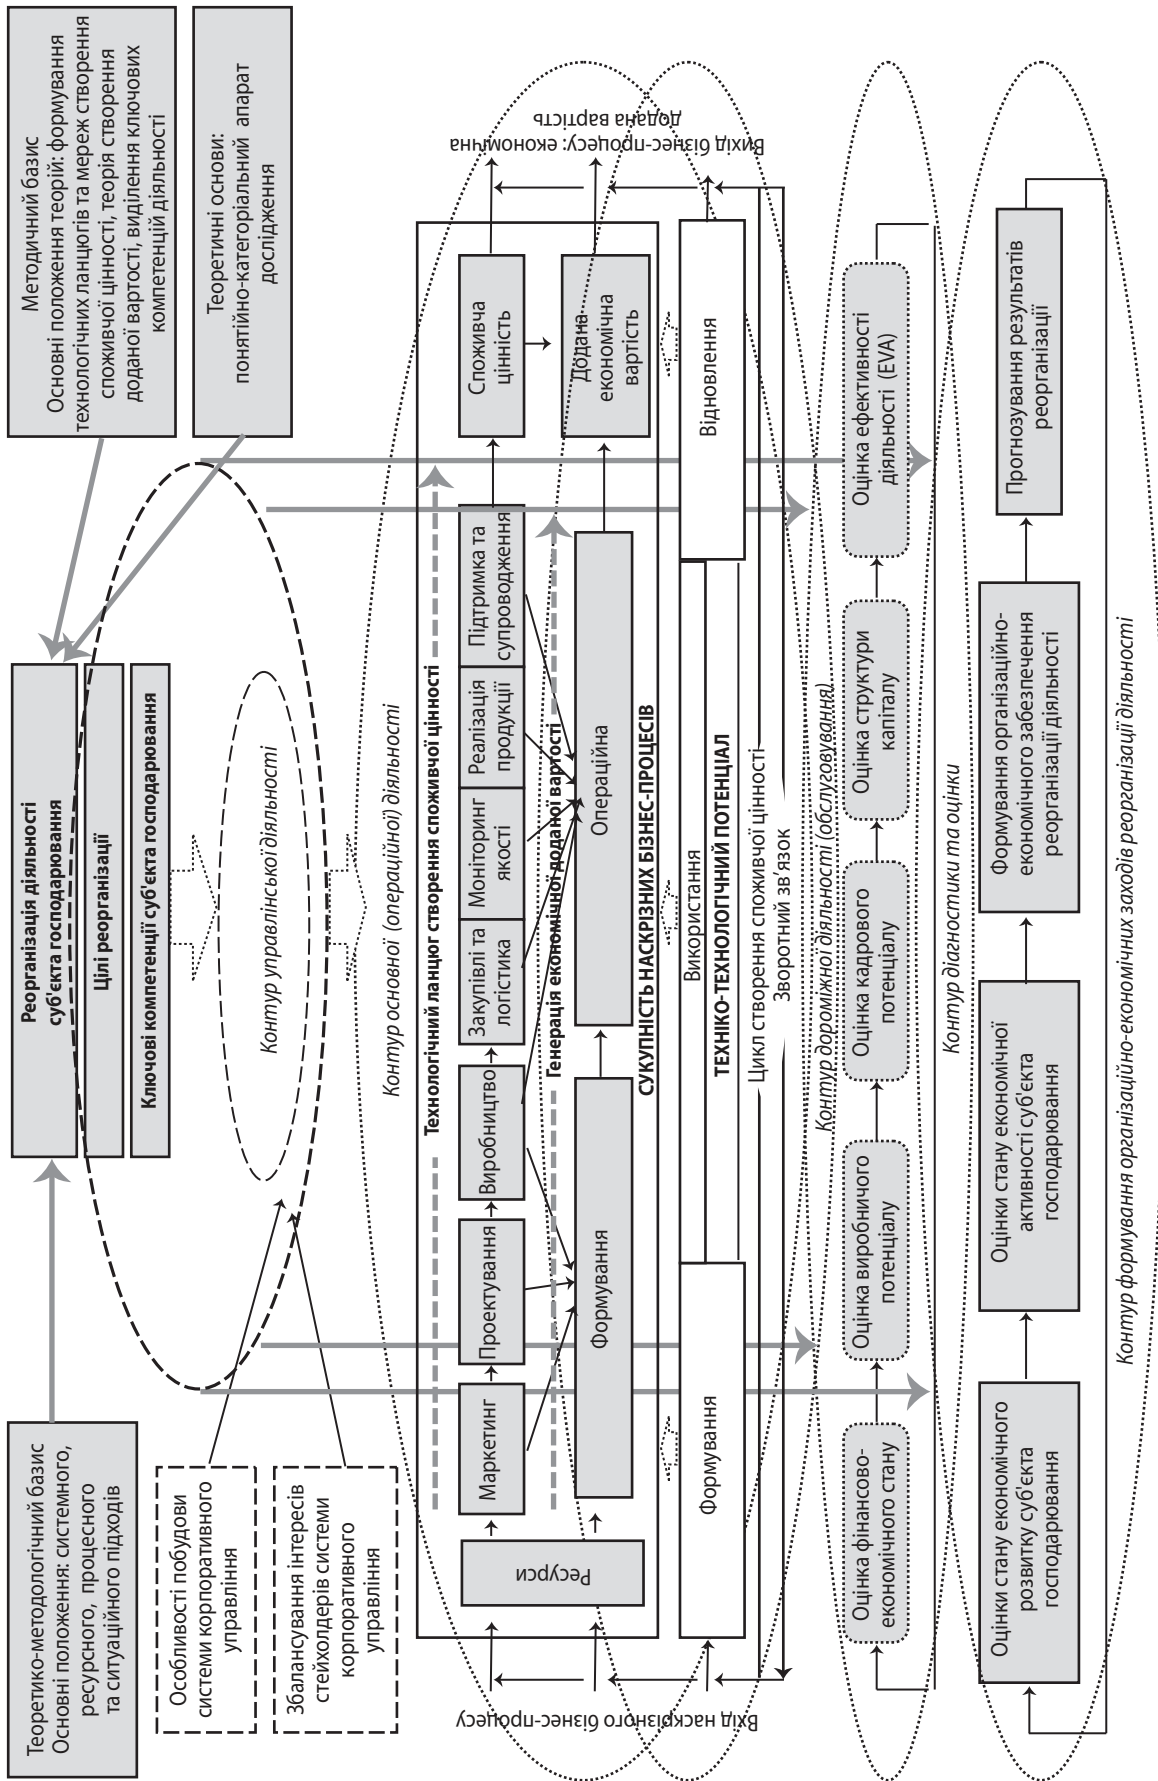 Теоретико-методологічний базис
Основні положення: системного,
ресурсного, процесного
та ситуаційного підходів
Реорганізація діяльності
суб'єкта господарювання
Цілі реорганізації
Ключові компетенції суб'єкта господарювання
Методичний базис
Основні положення теорій: формування
технологічних ланцюгів та мереж створення
споживчої цінності, теорія створення
доданої вартості, виділення ключових
компетенцій діяльності
Теоретичні основи:
понятійно-категоріальний апарат
дослідження
Особливості побудови
системи корпоративного
управління
Збалансування інтересів
стейхолдерів системи
корпоративного
управління
Контур управлінської діяльності
Контур основної (операційної) діяльності
Технологічний ланцюг створення споживчої цінності
Маркетинг
Проектування
Виробництво
Закупівлі та
логістика
Моніторинг
якості
Реалізація
продукції
Підтримка та
супроводження
Споживча
цінність
Ресурси
Генерація економічної доданої вартості
Формування
Операційна
Додана
економічна
вартість
СУКУПНІСТЬ НАСКРІЗНИХ БІЗНЕС-ПРОЦЕСІВ
Вхід наскрізного бізнес-процесу
Вихід бізнес-процесу: економічна
додана вартість
Формування
Використання
Відновлення
ТЕХНІКО-ТЕХНОЛОГІЧНИЙ ПОТЕНЦІАЛ
Цикл створення споживчої цінності
Зворотний зв'язок
Контур дороміжної діяльності (обслуговування)
Оцінка фінансово-
економічного стану
Оцінка виробничого
потенціалу
Оцінка кадрового
потенціалу
Оцінка структури
капіталу
Оцінка ефективності
діяльності (EVA)
Контур діагностики та оцінки
Оцінки стану економічного
розвитку суб'єкта
господарювання
Оцінки стану економічної
активності суб'єкта
господарювання
Формування організаційно-
економічного забезпечення
реорганізації діяльності
Прогнозування результатів
реорганізації
Контур формування організаційно-економічних заходів реорганізації діяльності